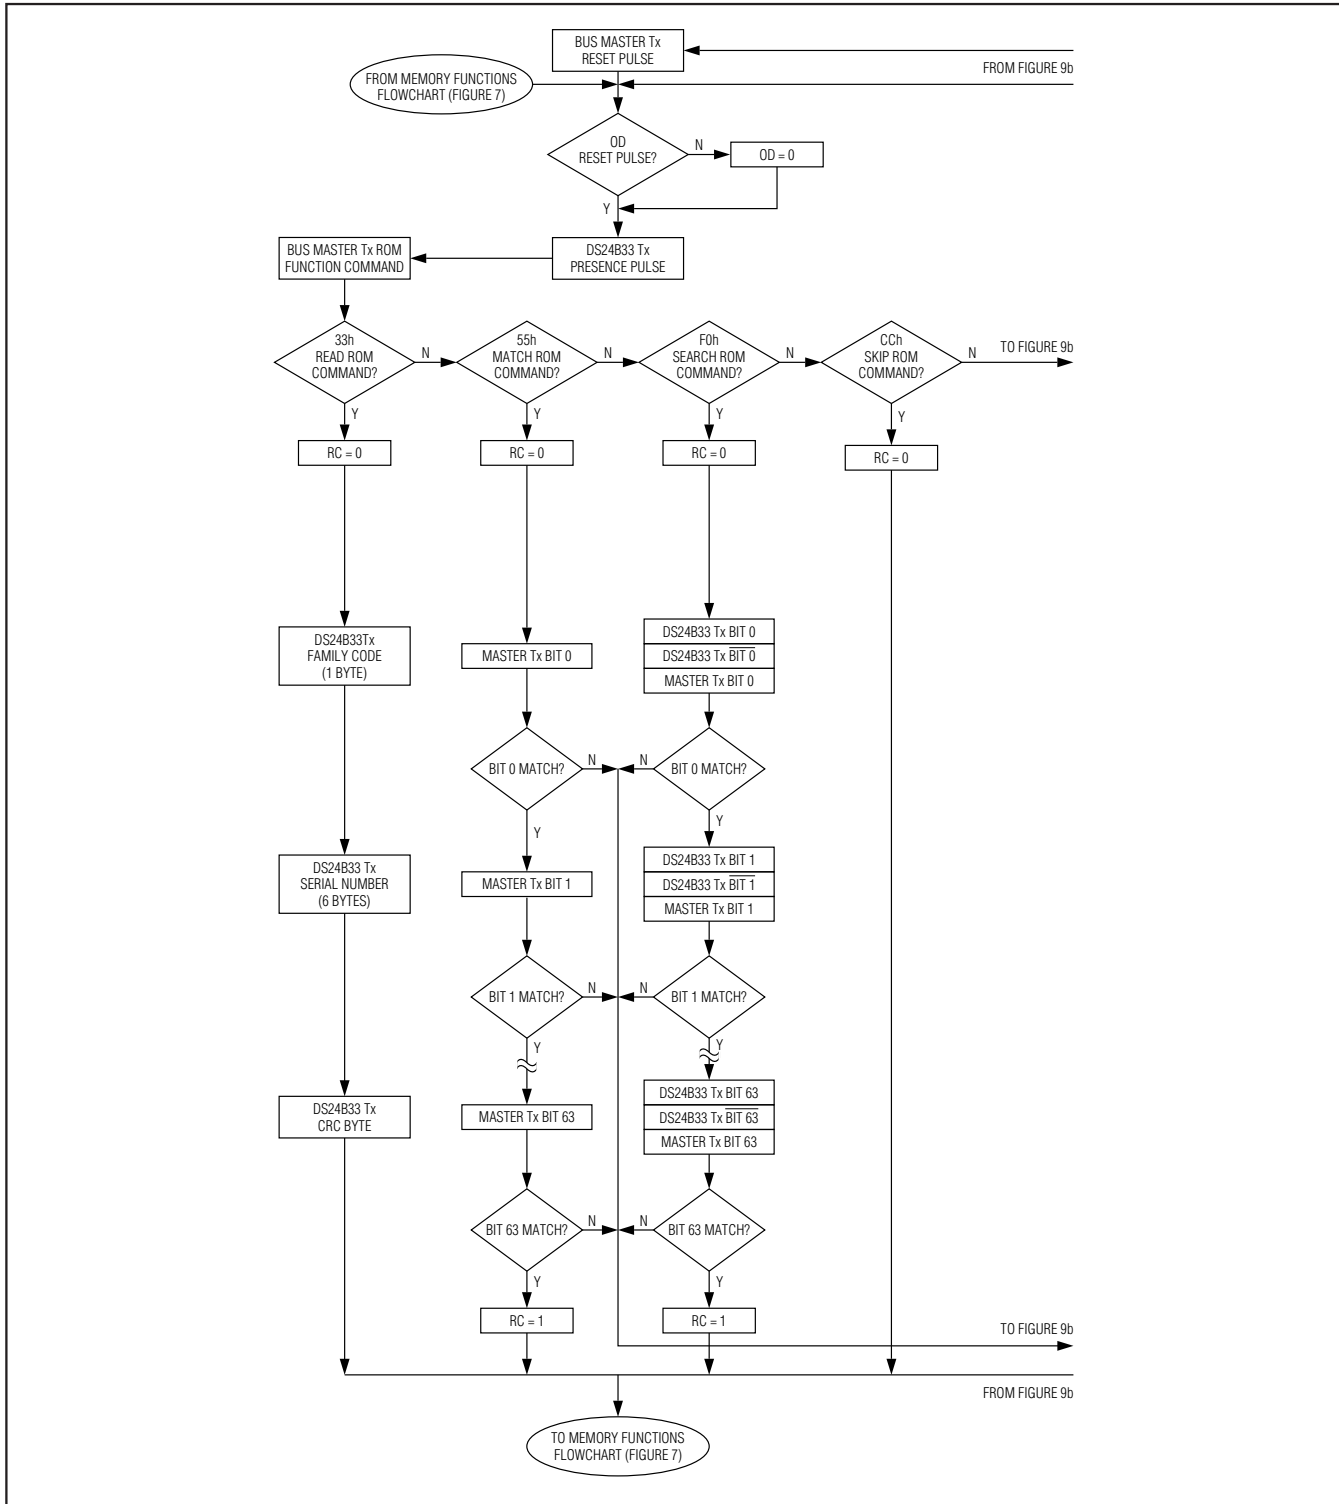 BUS MASTER Tx
RESET PULSE
FROM FIGURE 9b
FROM MEMORY FUNCTIONS
FLOWCHART (FIGURE 7)
OD
RESET PULSE?
N
OD = 0
Y
BUS MASTER Tx ROM
FUNCTION COMMAND
DS24B33 Tx
PRESENCE PULSE
33h
READ ROM
COMMAND?
N
55h
MATCH ROM
COMMAND?
N
F0h
SEARCH ROM
COMMAND?
N
CCh
SKIP ROM
COMMAND?
N
TO FIGURE 9b
Y
Y
Y
Y
RC = 0
RC = 0
RC = 0
RC = 0
DS24B33Tx
FAMILY CODE
(1 BYTE)
MASTER Tx BIT 0
DS24B33 Tx BIT 0
DS24B33 Tx B̅I̅T̅ ̅0̅
MASTER Tx BIT 0
BIT 0 MATCH?
N
N
BIT 0 MATCH?
Y
Y
DS24B33 Tx
SERIAL NUMBER
(6 BYTES)
MASTER Tx BIT 1
DS24B33 Tx BIT 1
DS24B33 Tx B̅I̅T̅ ̅1̅
MASTER Tx BIT 1
BIT 1 MATCH?
N
N
BIT 1 MATCH?
Y
Y
DS24B33 Tx
CRC BYTE
MASTER Tx BIT 63
DS24B33 Tx BIT 63
DS24B33 Tx B̅I̅T̅ ̅6̅3̅
MASTER Tx BIT 63
BIT 63 MATCH?
N
N
BIT 63 MATCH?
Y
Y
RC = 1
RC = 1
TO FIGURE 9b
FROM FIGURE 9b
TO MEMORY FUNCTIONS
FLOWCHART (FIGURE 7)